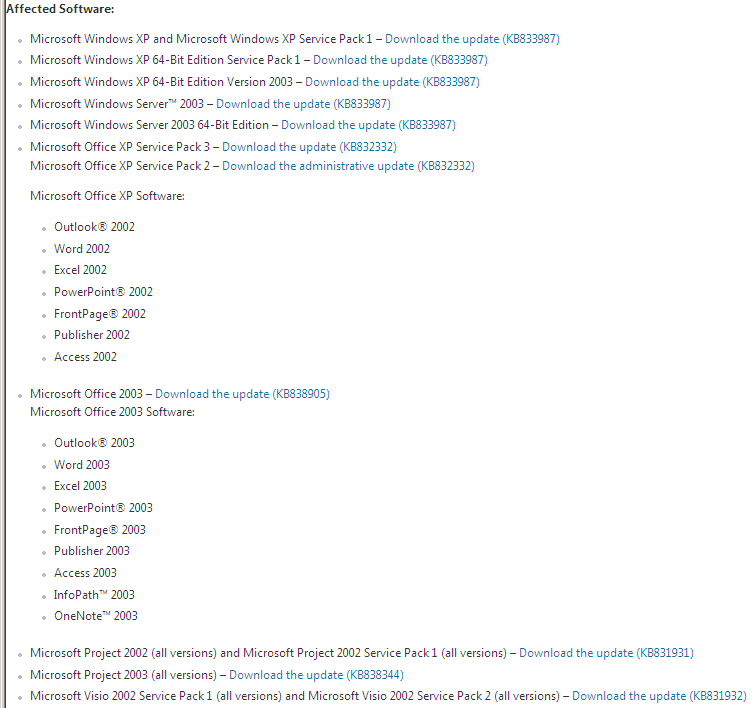 Affected Software:
Microsoft Windows XP and Microsoft Windows XP Service Pack 1 – Download the update (KB833987)
Microsoft Windows XP 64-Bit Edition Service Pack 1 – Download the update (KB833987)
Microsoft Windows XP 64-Bit Edition Version 2003 – Download the update (KB833987)
Microsoft Windows Server™ 2003 – Download the update (KB833987)
Microsoft Windows Server 2003 64-Bit Edition – Download the update (KB833987)
Microsoft Office XP Service Pack 3 – Download the update (KB832332)
Microsoft Office XP Service Pack 2 – Download the administrative update (KB832332)
Microsoft Office XP Software:
Outlook® 2002
Word 2002
Excel 2002
PowerPoint® 2002
FrontPage® 2002
Publisher 2002
Access 2002
Microsoft Office 2003 – Download the update (KB838905)
Microsoft Office 2003 Software:
Outlook® 2003
Word 2003
Excel 2003
PowerPoint® 2003
FrontPage® 2003
Publisher 2003
Access 2003
InfoPath™ 2003
OneNote™ 2003
Microsoft Project 2002 (all versions) and Microsoft Project 2002 Service Pack 1 (all versions) – Download the update (KB831931)
Microsoft Project 2003 (all versions) – Download the update (KB838344)
Microsoft Visio 2002 Service Pack 1 (all versions) and Microsoft Visio 2002 Service Pack 2 (all versions) – Download the update (KB831932)